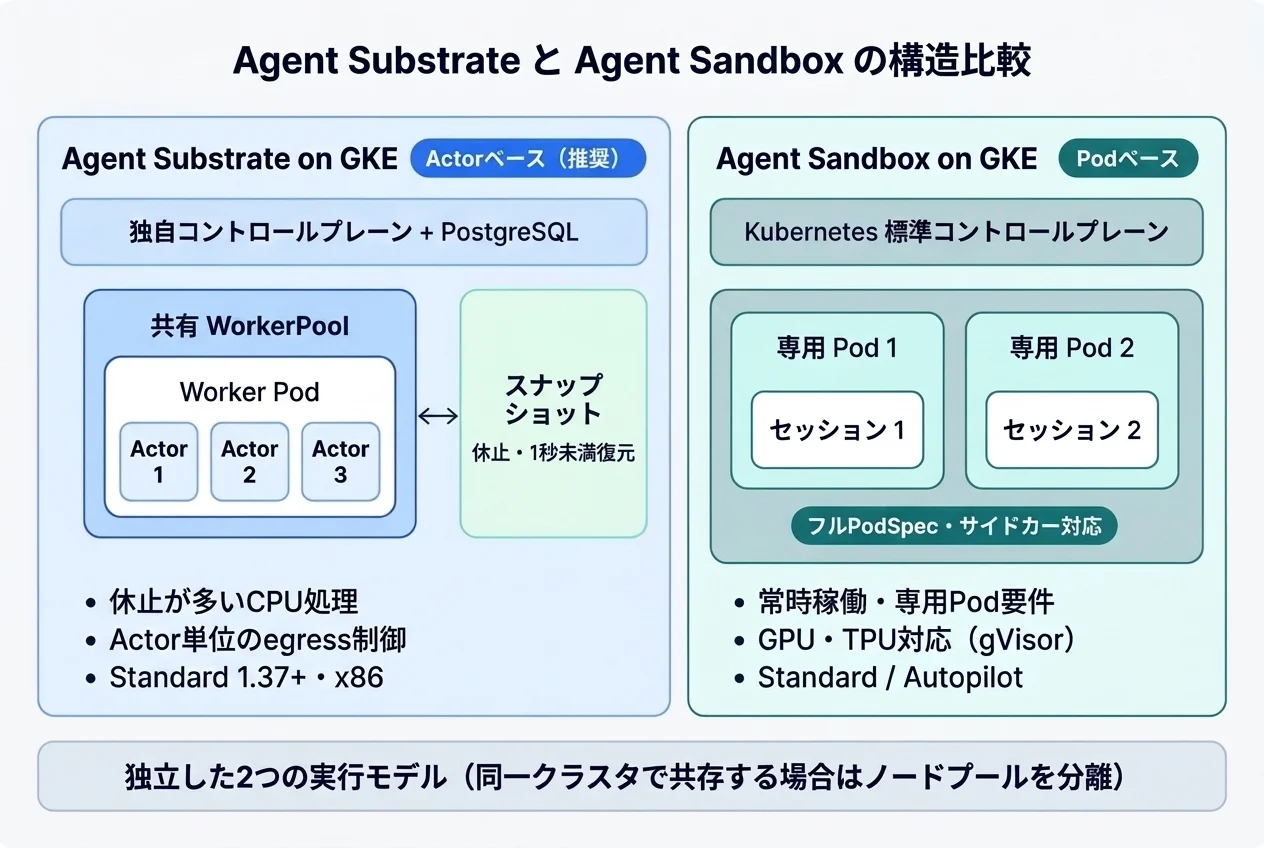 Agent Substrate と Agent Sandbox の構造比較
Agent Substrate on GKE
Actorベース（推奨）
独自コントロールプレーン + PostgreSQL
共有 WorkerPool
Worker Pod
Actor
1
Actor
2
Actor
3
スナップ
ショット
休止・1秒未満復元
• 休止が多いCPU処理
• Actor単位のegress制御
• Standard 1.37+・x86
Agent Sandbox on GKE
Podベース
Kubernetes 標準コントロールプレーン
専用 Pod 1
セッション 1
専用 Pod 2
セッション 2
フルPodSpec・サイドカー対応
• 常時稼働・専用Pod要件
• GPU・TPU対応（gVisor）
• Standard / Autopilot
独立した2つの実行モデル（同一クラスタで共存する場合はノードプールを分離）